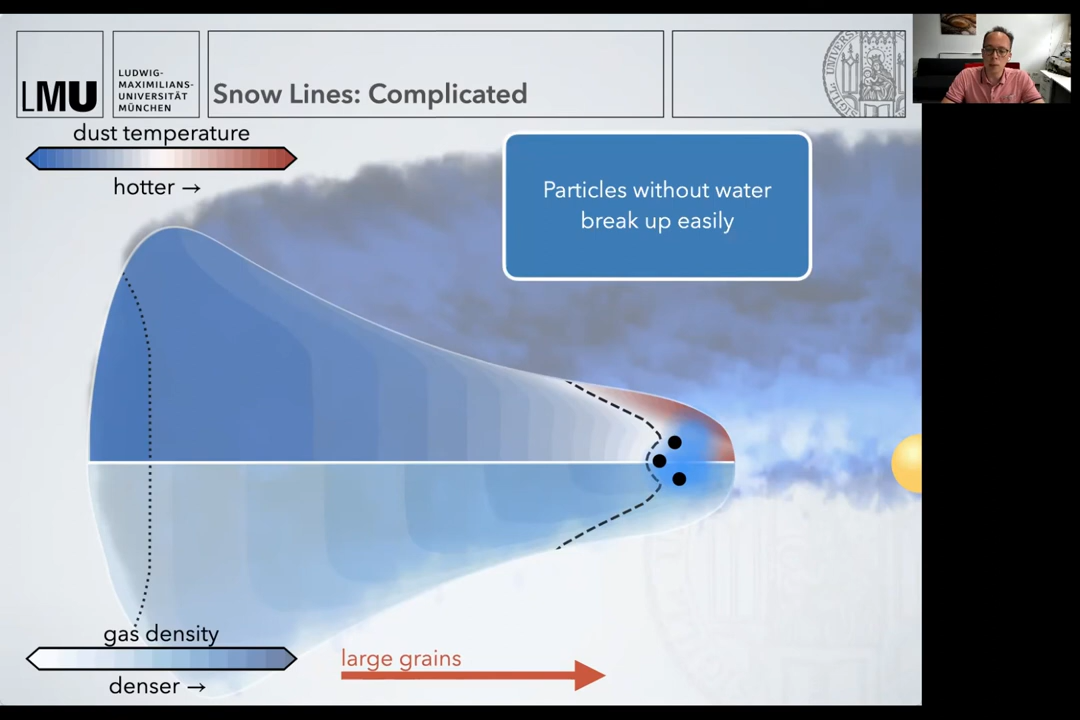 LMU
LUDWIG-
MAXIMILIANS-
UNIVERSITÄT
MÜNCHEN
Snow Lines: Complicated
dust temperature
hotter →
Particles without water
break up easily
gas density
denser →
large grains